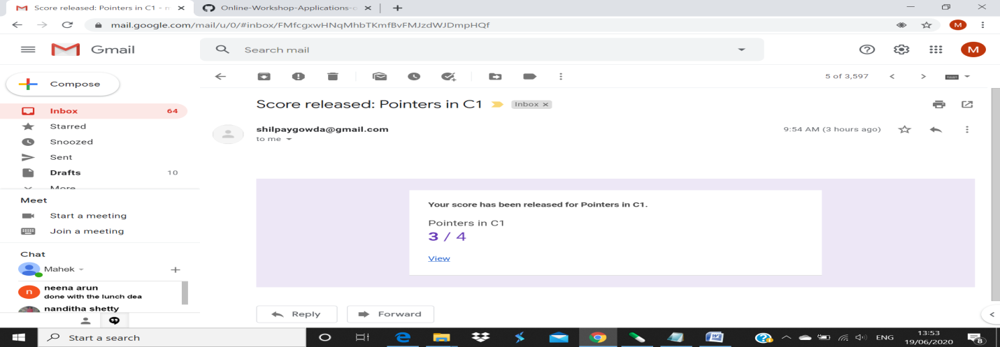 Score released: Pointers in C1 - m
Online-Workshop-Applications-o
mail.google.com/mail/u/0/#inbox/FMfcgxwHNqMhbTKmfBvFMJzdWJDmpHQf
M
Gmail
Search mail
M
Compose
5 of 3,597
Inbox 64
Starred
Snoozed
Sent
Drafts 10
More
Meet
Start a meeting
Join a meeting
Chat
Mahek
n
neena arun
done with the lunch dea
nanditha shetty
Score released: Pointers in C1 Inbox ×
shilpaygowda@gmail.com
9:54 AM (3 hours ago)
to me
Your score has been released for Pointers in C1.
Pointers in C1
3 / 4
View
Reply
Forward
Start a search
ENG
13:53
19/06/2020
8